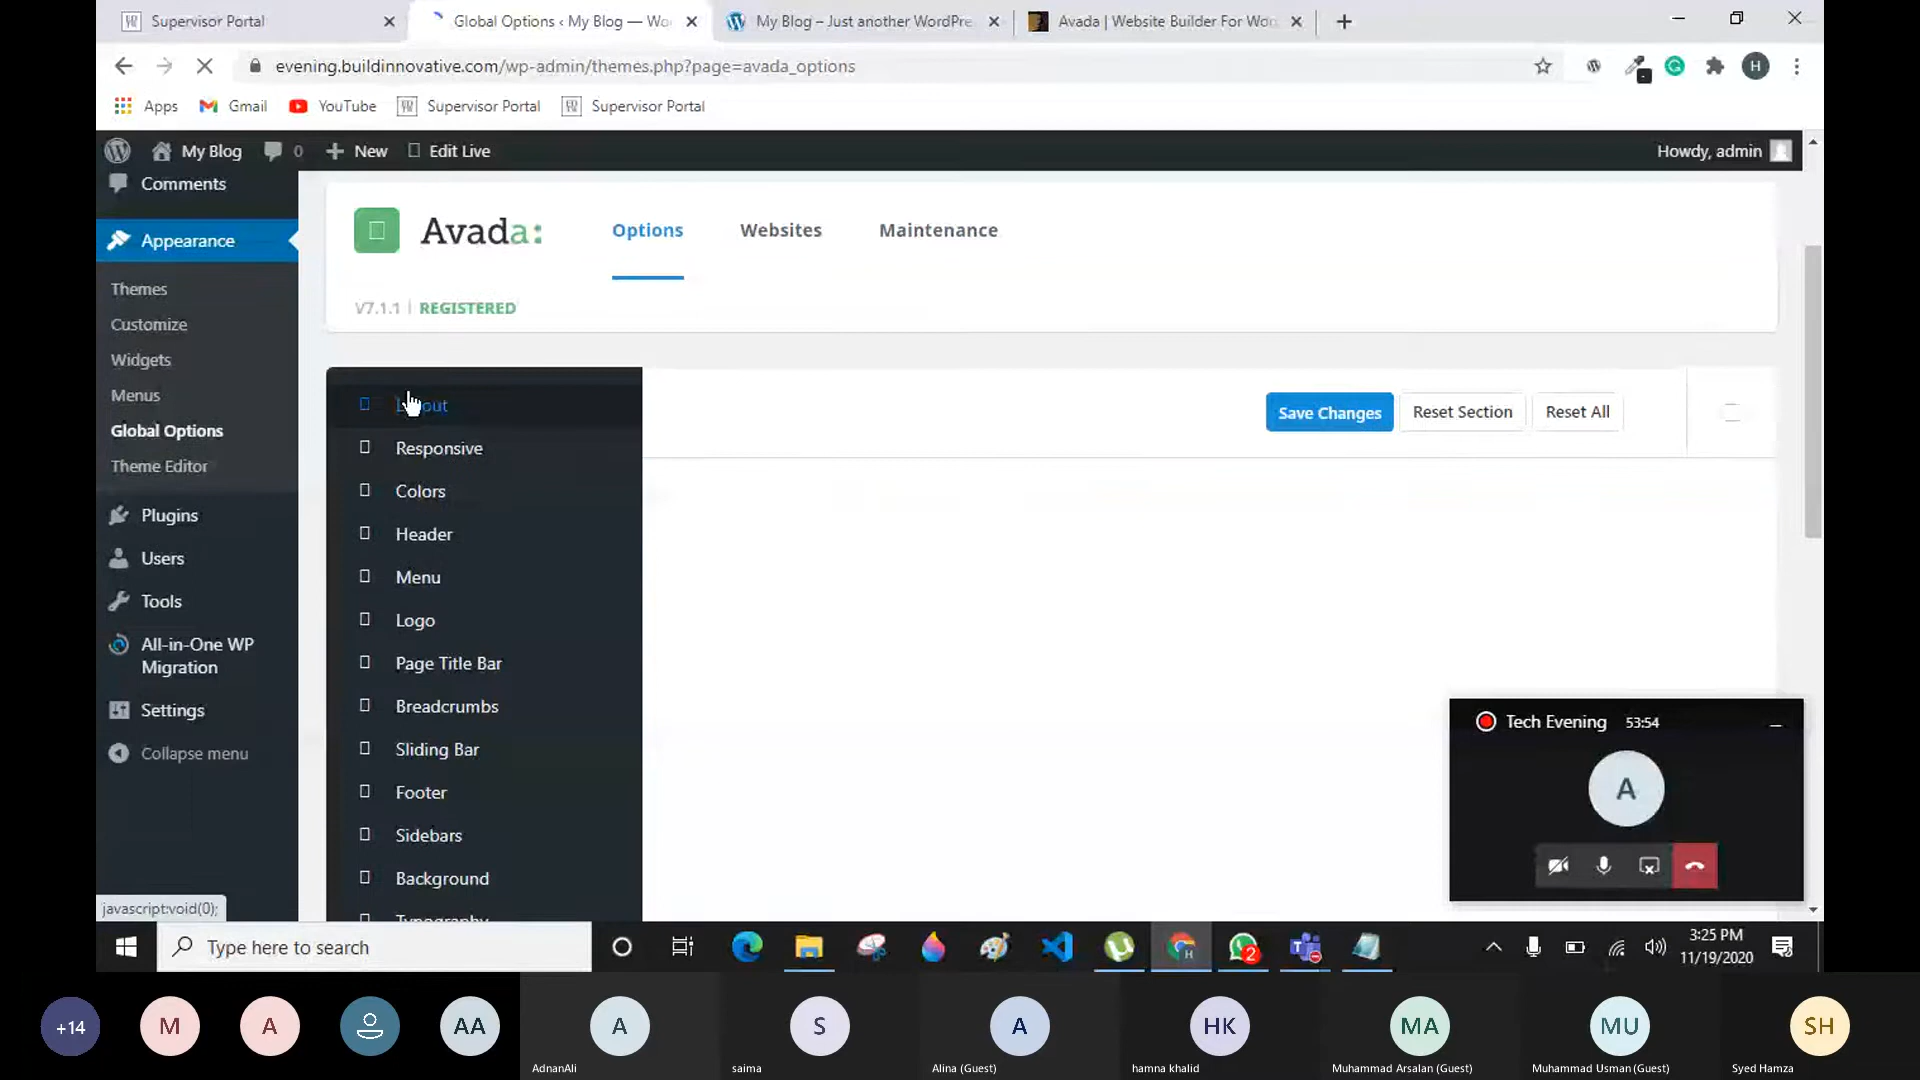 Supervisor Portal
Global Options ‹ My Blog — Wo
My Blog – Just another WordPre
Avada | Website Builder For Wor
evening.buildinnovative.com/wp-admin/themes.php?page=avada_options
H
Apps
Gmail
YouTube
Supervisor Portal
Supervisor Portal
My Blog
0
New
Edit Live
Howdy, admin
Comments
Appearance
Themes
Customize
Widgets
Menus
Global Options
Theme Editor
Plugins
Users
Tools
All-in-One WP
Migration
Settings
Collapse menu
Avada:
Options
Websites
Maintenance
V7.1.1 | REGISTERED
Layout
Responsive
Colors
Header
Menu
Logo
Page Title Bar
Breadcrumbs
Sliding Bar
Footer
Sidebars
Background
Typography
Save Changes
Reset Section
Reset All
Tech Evening
53:54
A
javascript:void(0);
Type here to search
H
2
3:25 PM
11/19/2020
+14
M
A
AA
A
S
A
HK
MA
MU
SH
AdnanAli
saima
Alina (Guest)
hamna khalid
Muhammad Arsalan (Guest)
Muhammad Usman (Guest)
Syed Hamza